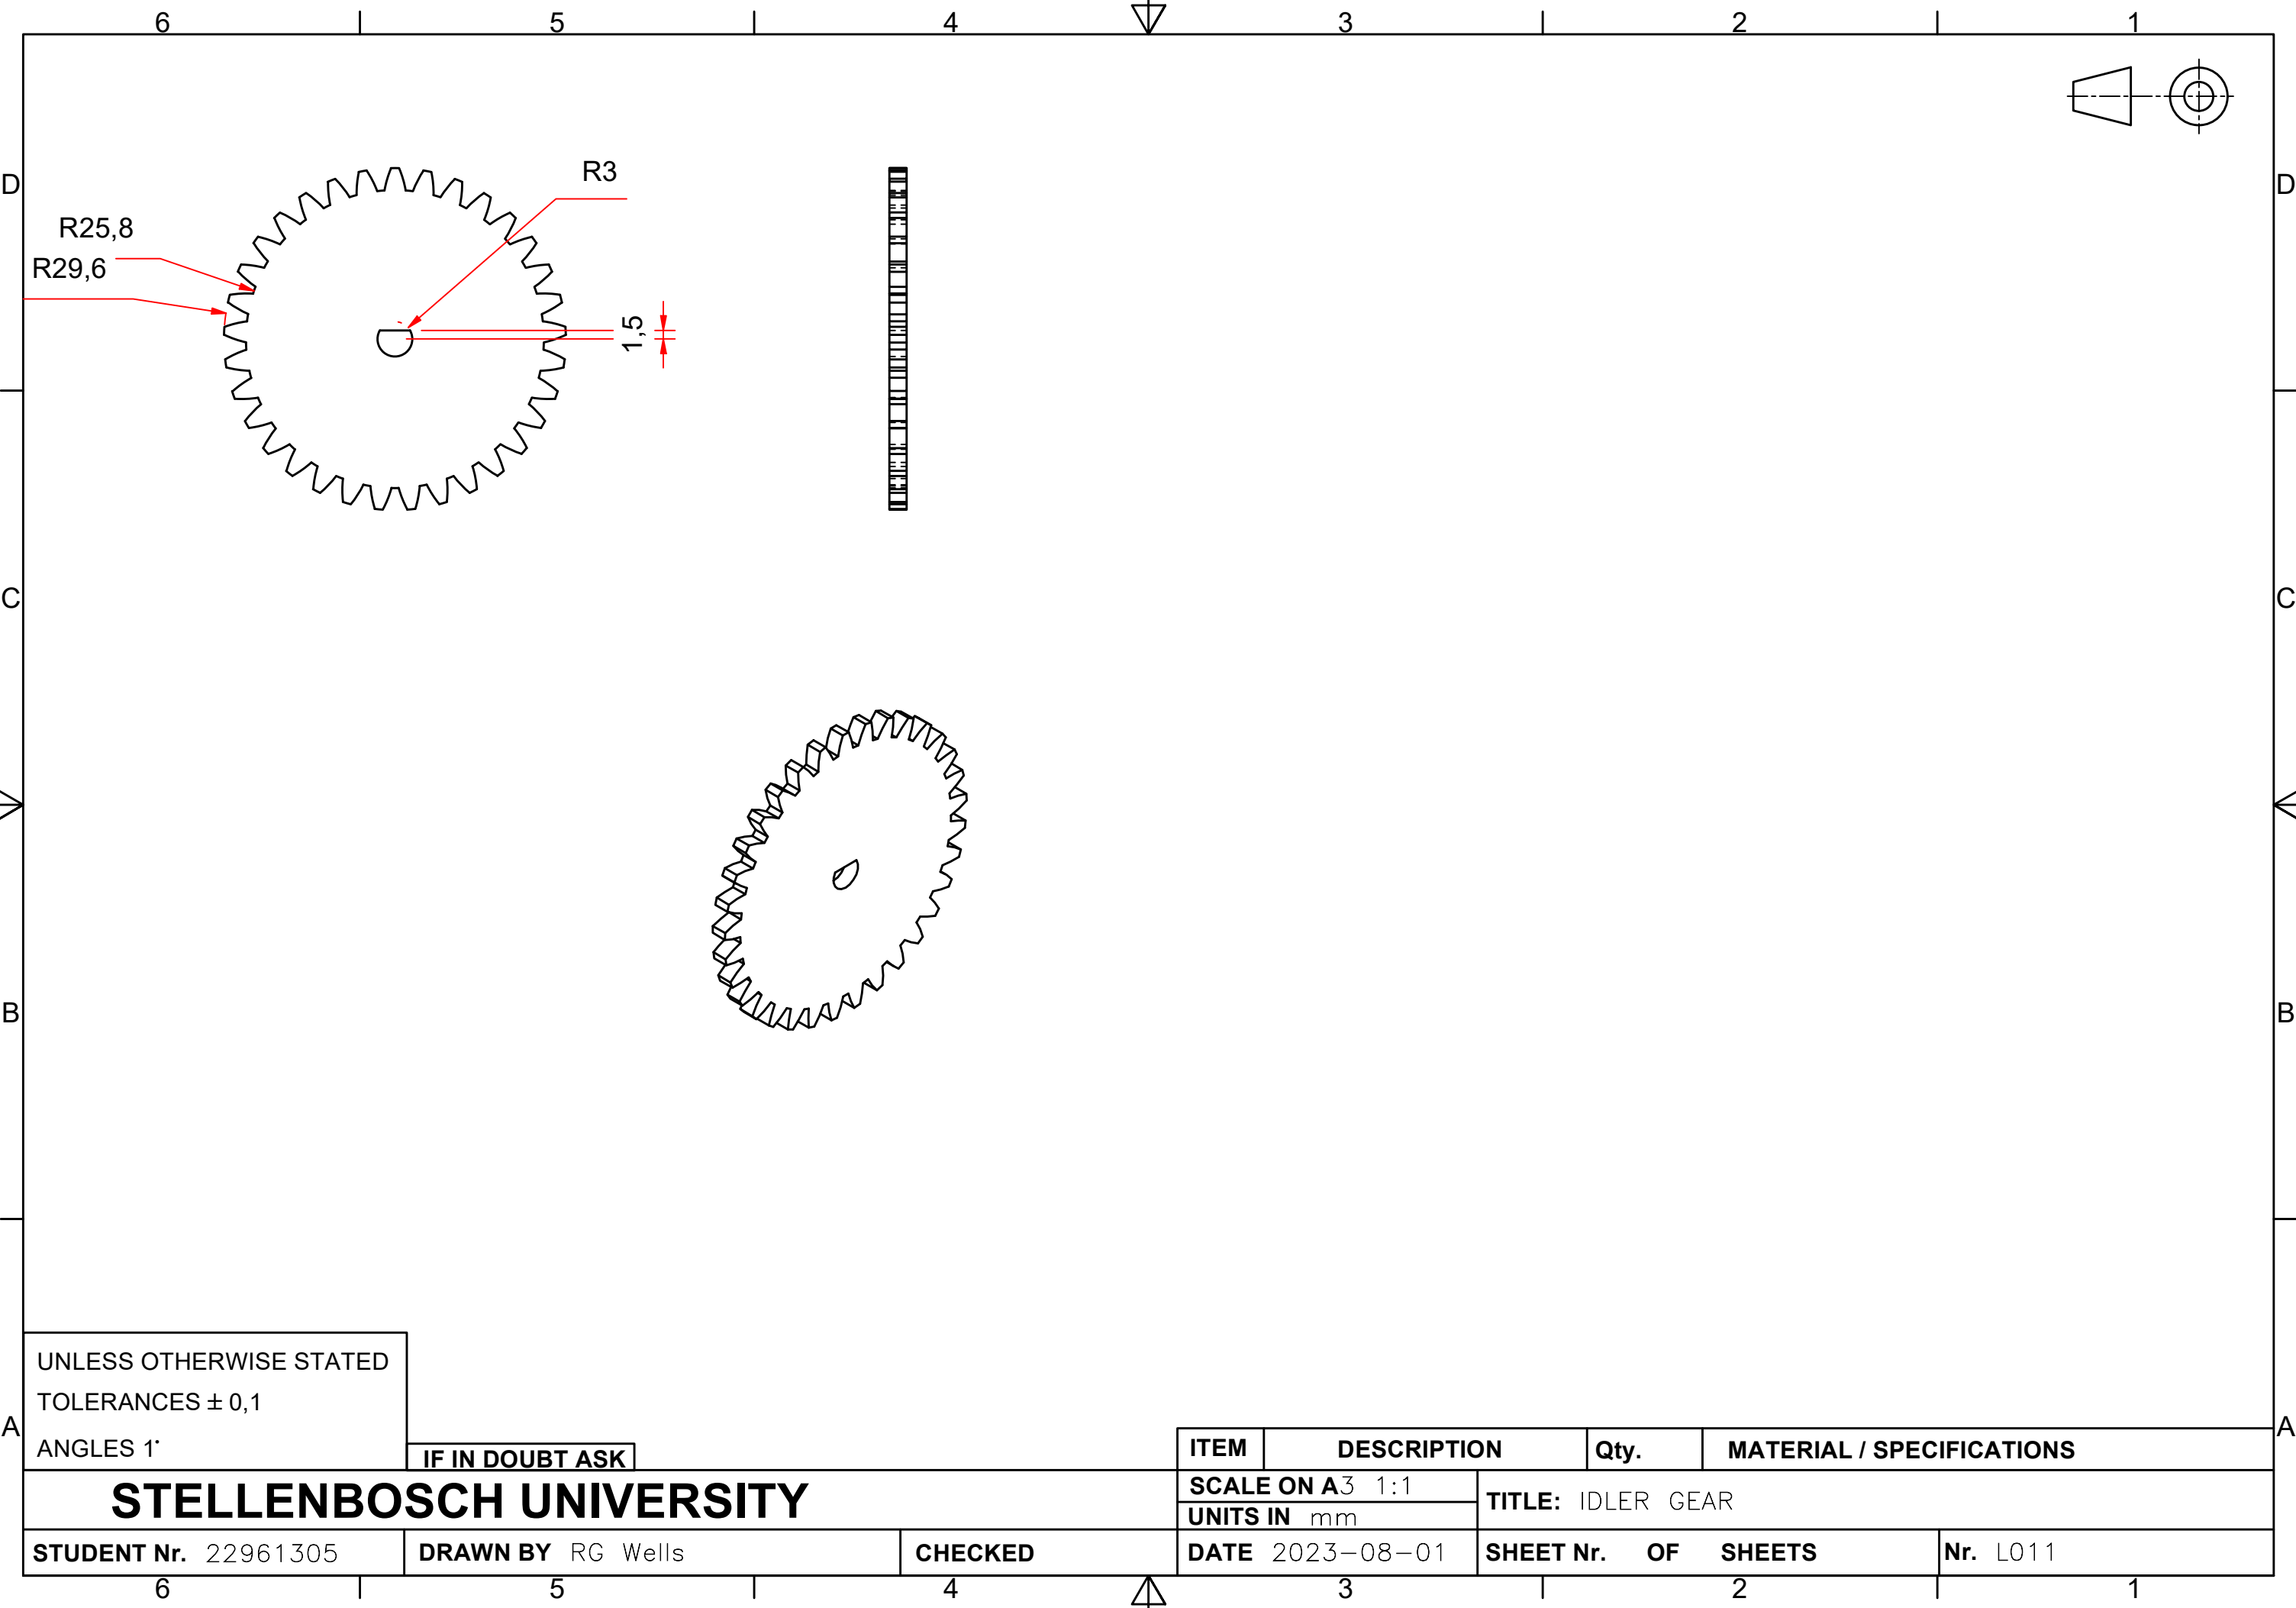 6 5 4 3 2 1
D D
R3
R25,8
R29,6
1,5
C C
B B
UNLESS OTHERWISE STATED
TOLERANCES ± 0,1
A A
ANGLES 1°
IF IN DOUBT ASK
ITEM DESCRIPTION Qty. MATERIAL / SPECIFICATIONS
STELLENBOSCH UNIVERSITY
SCALE ON A3 1:1
TITLE: IDLER GEAR
UNITS IN mm
STUDENT Nr. 22961305 DRAWN BY RG Wells CHECKED DATE 2023-08-01 SHEET Nr. OF SHEETS Nr. L011
6 5 4 3 2 1